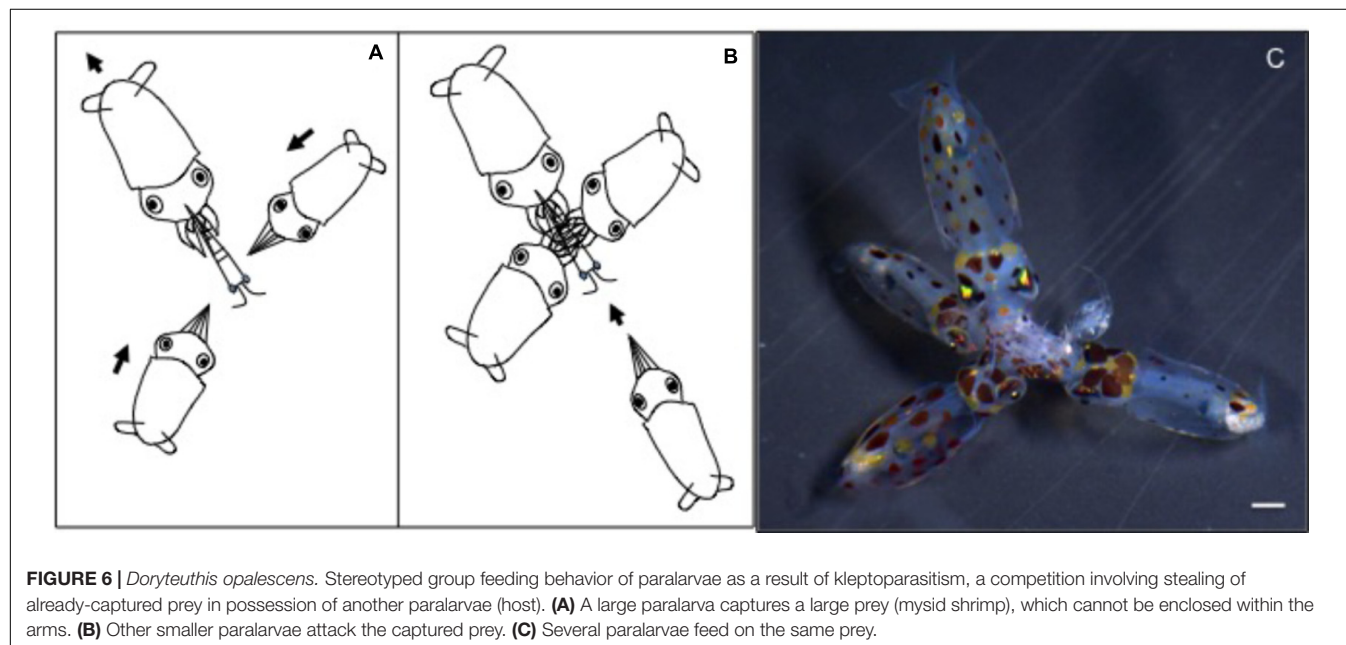 A
B
C
FIGURE 6 | Doryteuthis opalescens. Stereotyped group feeding behavior of paralarvae as a result of kleptoparasitism, a competition involving stealing of
already-captured prey in possession of another paralarvae (host). (A) A large paralarva captures a large prey (mysid shrimp), which cannot be enclosed within the
arms. (B) Other smaller paralarvae attack the captured prey. (C) Several paralarvae feed on the same prey.